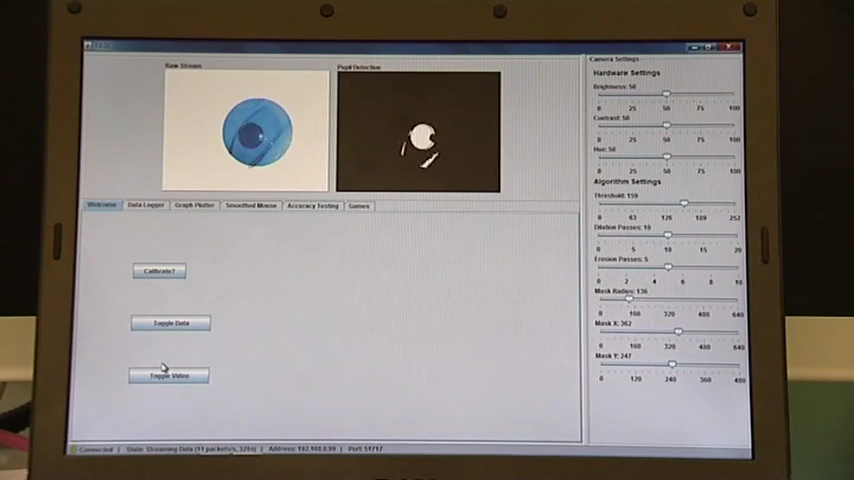 Raw Stream
Pupil Detection
Welcome
Data Logger
Graph Plotter
Smoothed Mouse
Accuracy Testing
Games
Calibrate?
Toggle Data
Toggle Video
Connected | State: Streaming Data (11 packets/s, 329s) | Address: 192.168.0.99 | Port: 51717
Camera Settings
Hardware Settings
Brightness: 50
0 25 50 75 100
Contrast: 50
0 25 50 75 100
Hue: 50
0 25 50 75 100
Algorithm Settings
Threshold: 159
0 63 126 189 252
Dilation Passes: 10
0 5 10 15 20
Erosion Passes: 5
0 2 4 6 8 10
Mask Radius: 136
0 160 320 480 640
Mask X: 362
0 160 320 480 640
Mask Y: 247
0 120 240 360 480